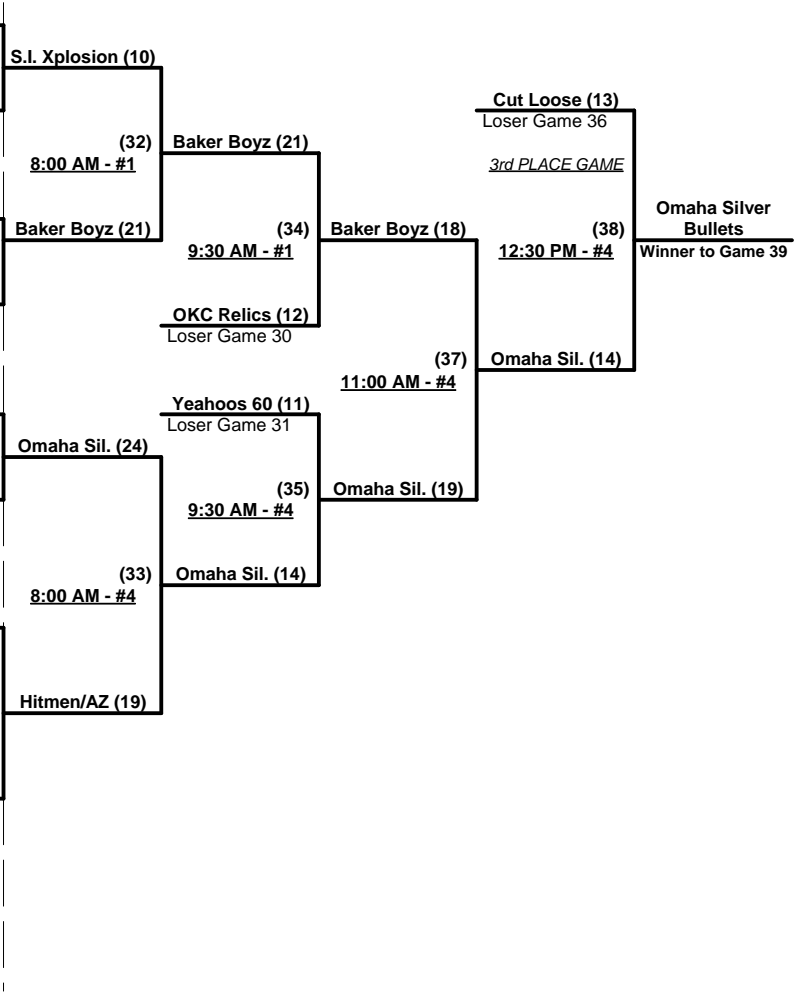 S.I. Xplosion (10)
Cut Loose (13)
Loser Game 36
(32)
8:00 AM - #1
Baker Boyz (21)
3rd PLACE GAME
Baker Boyz (21)
(34)
9:30 AM - #1
Baker Boyz (18)
(38)
12:30 PM - #4
Omaha Silver
Bullets
Winner to Game 39
OKC Relics (12)
Loser Game 30
(37)
11:00 AM - #4
Omaha Sil. (14)
Yeahoos 60 (11)
Loser Game 31
Omaha Sil. (24)
(35)
9:30 AM - #4
Omaha Sil. (19)
(33)
8:00 AM - #4
Omaha Sil. (14)
Hitmen/AZ (19)